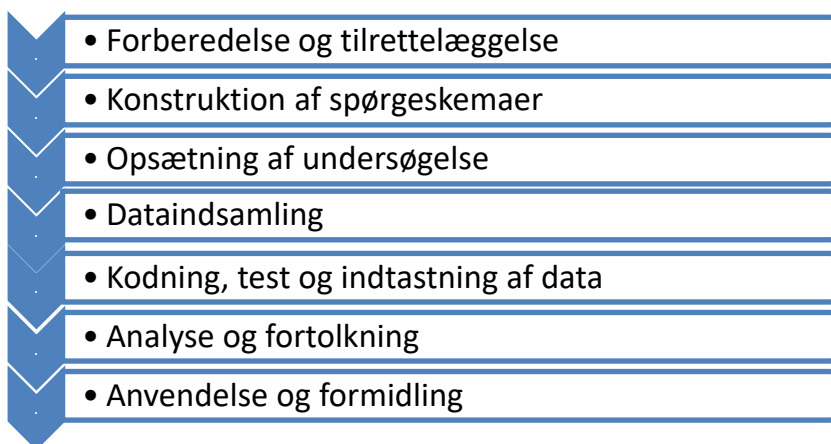 • Forberedelse og tilrettelæggelse
• Konstruktion af spørgeskemaer
• Opsætning af undersøgelse
• Dataindsamling
• Kodning, test og indtastning af data
• Analyse og fortolkning
• Anvendelse og formidling